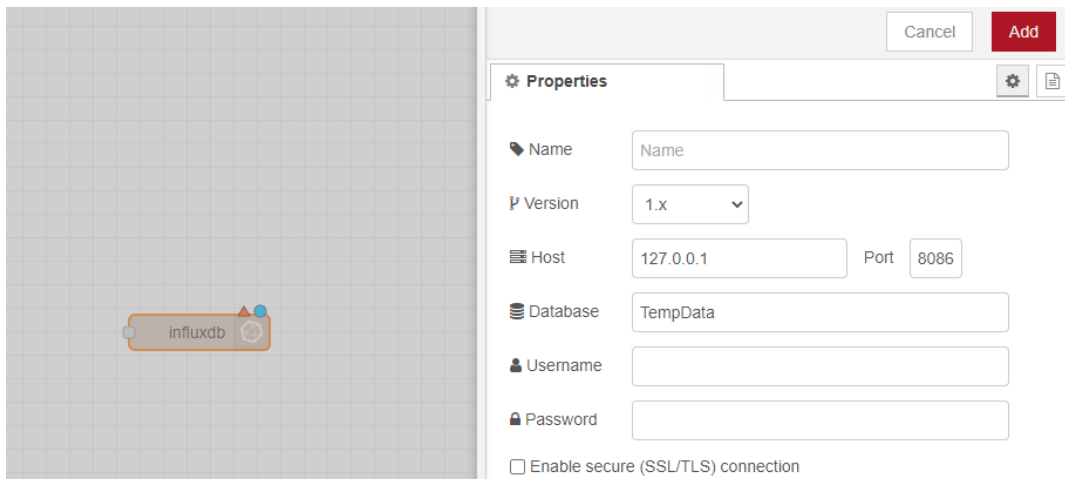 Cancel Add
Properties
Name Name
Version 1.x
Host 127.0.0.1 Port 8086
influxdb
Database TempData
Username
Password
Enable secure (SSL/TLS) connection